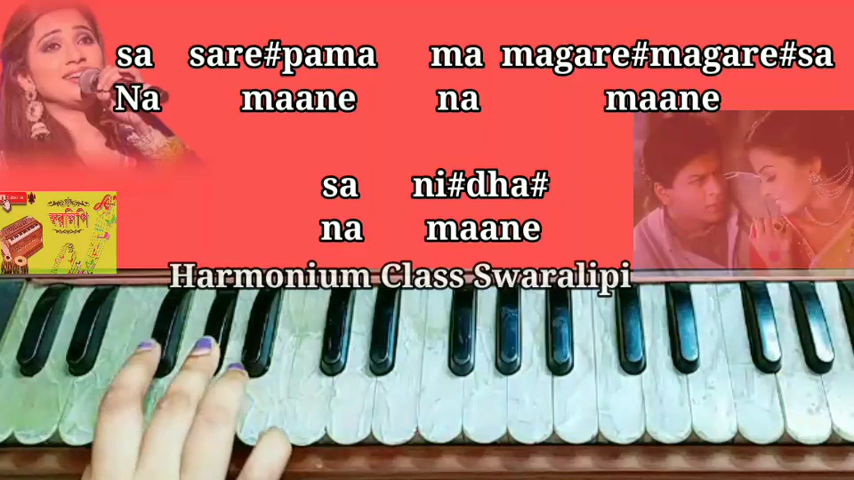 sa sare#pama ma magare#magare#sa
Na maane na maane
sa ni#dha#
na maane
স্বরলিপি
Harmonium Class Swaralipi